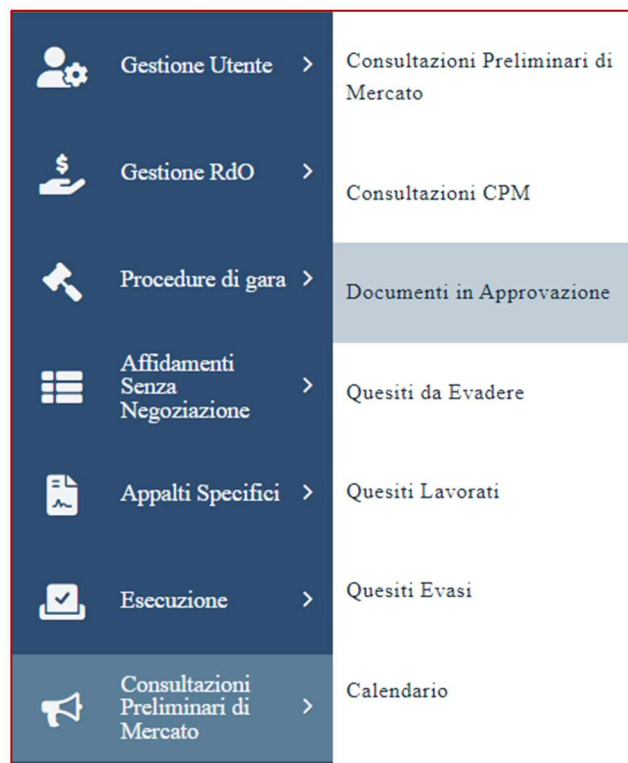 Gestione Utente
Gestione RdO
Procedure di gara
Affidamenti
Senza
Negoziazione
Appalti Specifici
Esecuzione
Consultazioni
Preliminari di
Mercato
Consultazioni Preliminari di
Mercato
Consultazioni CPM
Documenti in Approvazione
Quesiti da Evadere
Quesiti Lavorati
Quesiti Evasi
Calendario